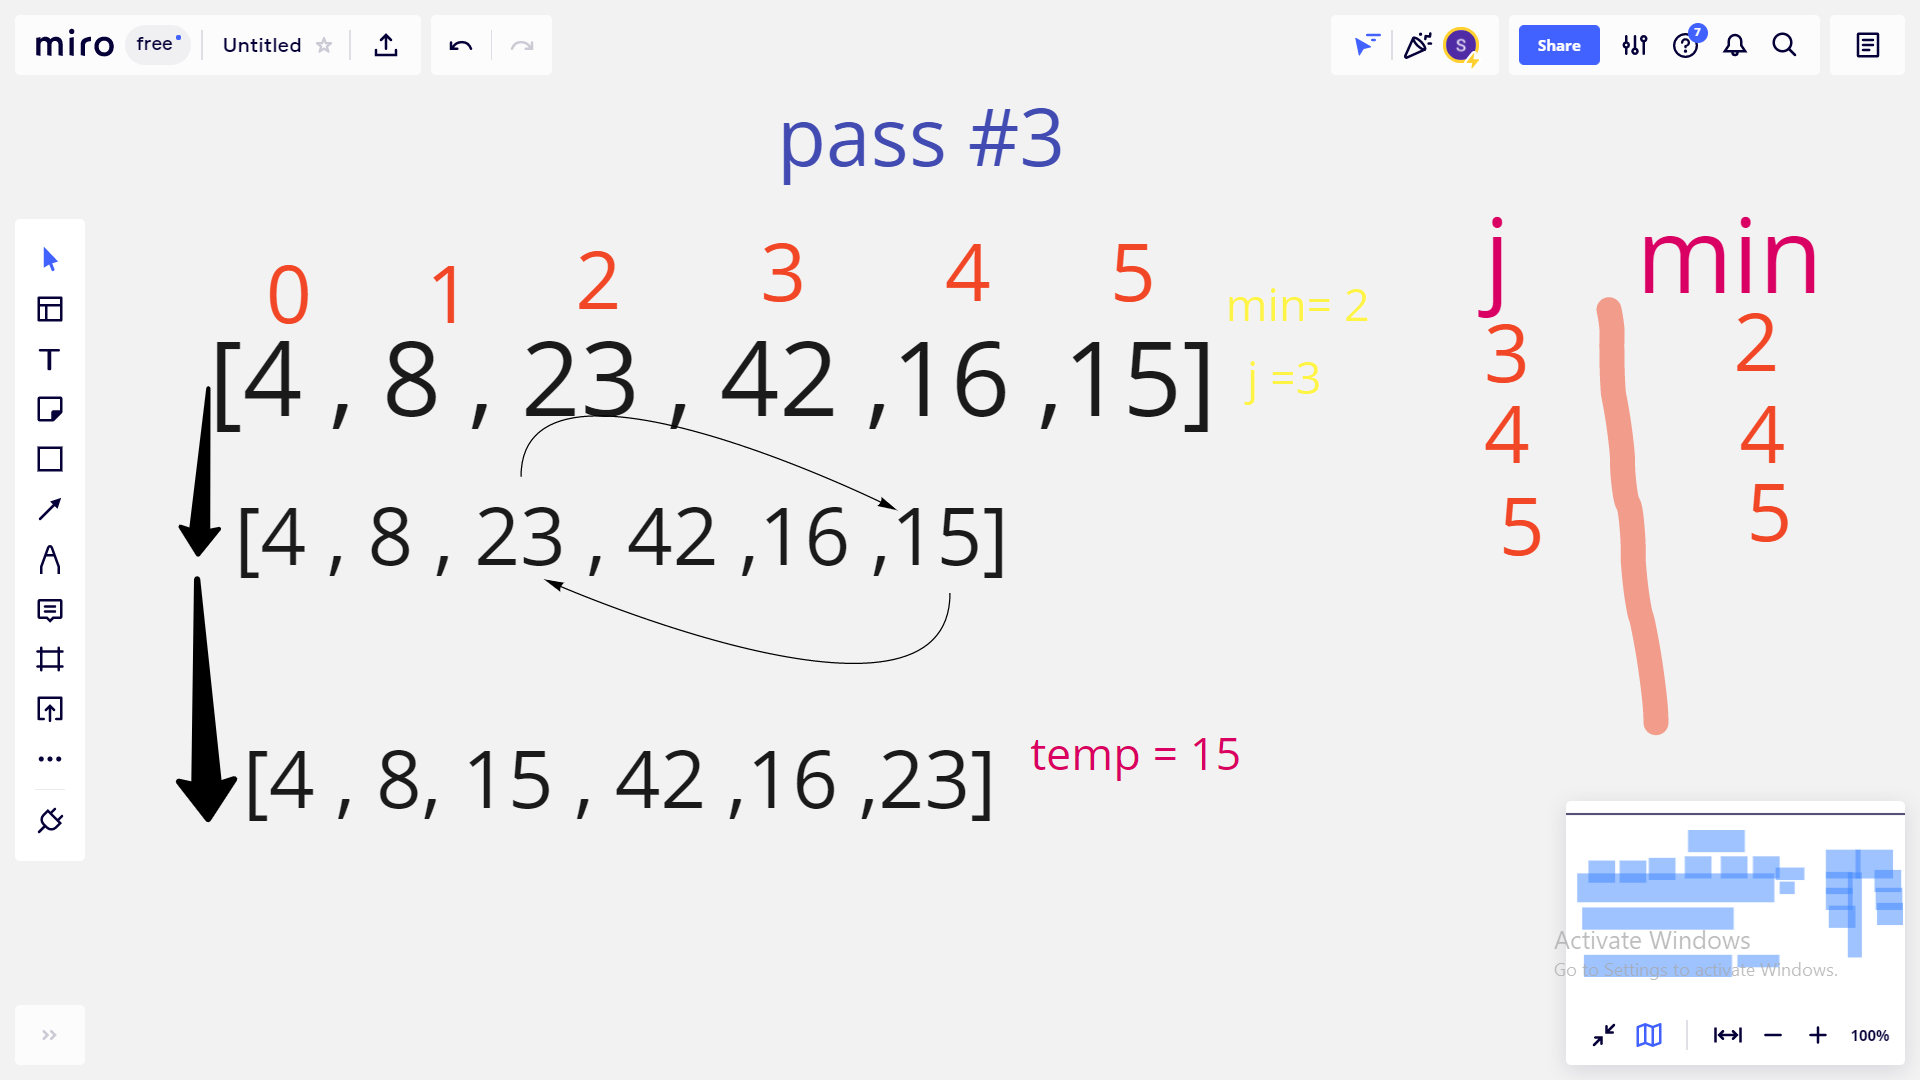 miro free Untitled
S Share 7
pass #3
0 1 2 3 4 5
[4 , 8 , 23 , 42 ,16 ,15]
min= 2
j =3
[4 , 8 , 23 , 42 ,16 ,15]
[4 , 8, 15 , 42 ,16 ,23]
temp = 15
j min
3 2
4 4
5 5
Activate Windows
Go to Settings to activate Windows.
100%